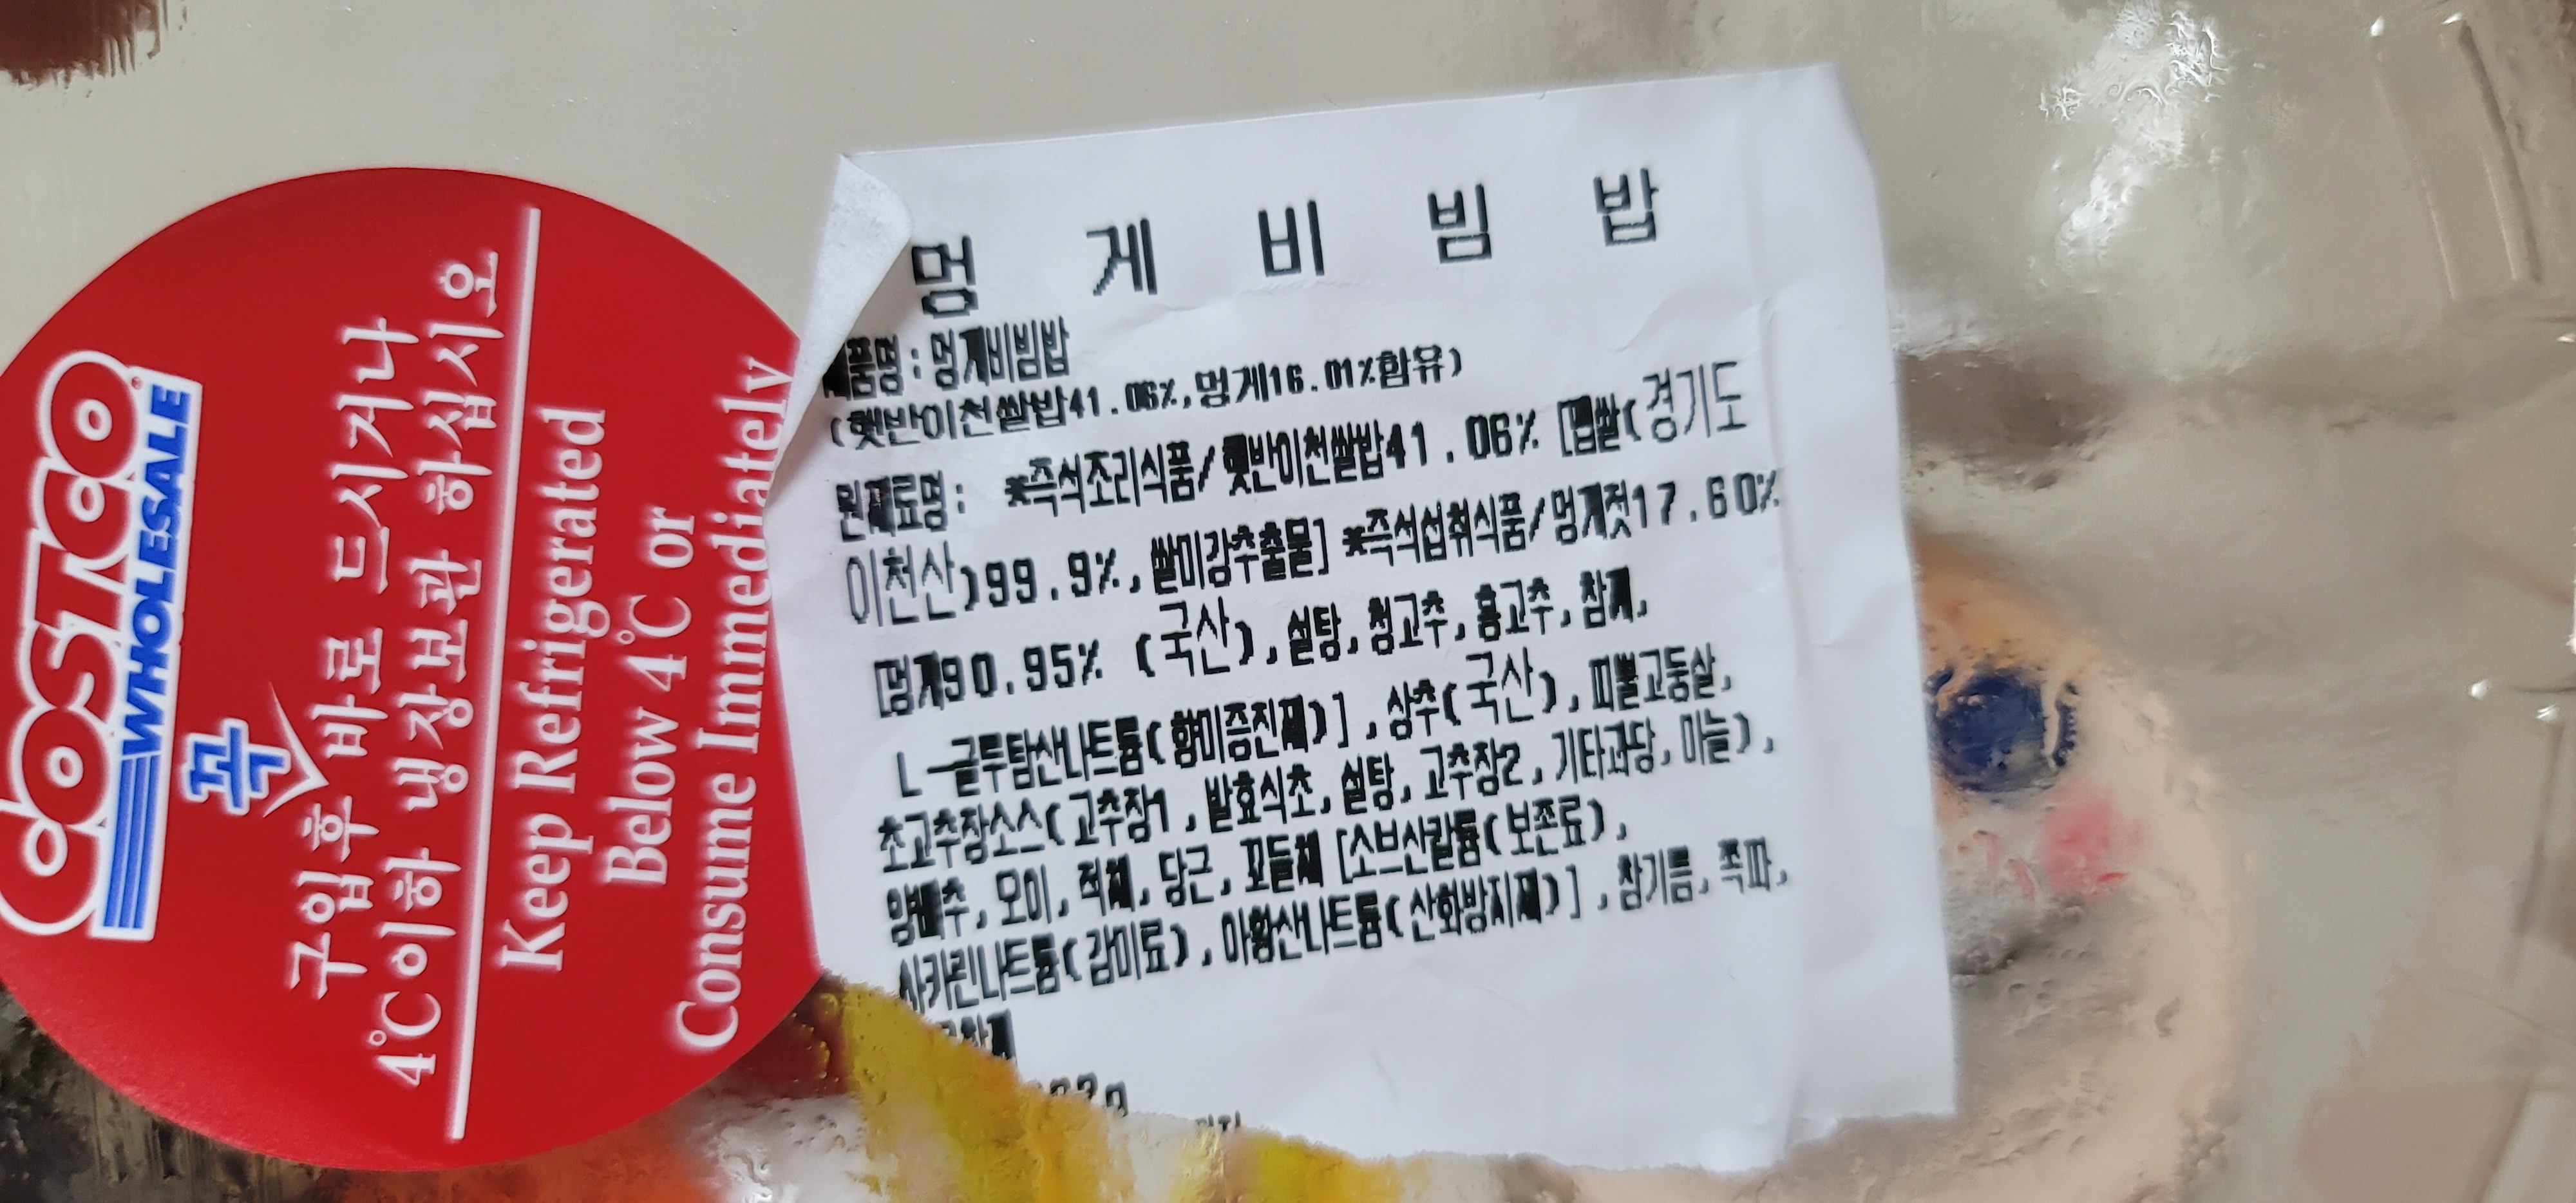 COSTCO
WHOLESALE
꼭
구입후 바로 드시거나
4°C이하 냉장보관 하십시오
Keep Refrigerated
Below 4°C or
Consume Immediately
멍게비빔밥
제품명:멍게비빔밥
(햇반이천쌀밥41.06%,멍게16.01%함유)
원재료명: *즉석조리식품/햇반이천쌀밥41.06% [멥쌀(경기도
이천산)99.9%,쌀미강추출물] *즉석섭취식품/멍게젓17.60%
[멍게90.95% (국산),설탕,청고추,홍고추,참깨,
L-글루탐산나트륨(향미증진제)],상추(국산),피뿔고둥살,
초고추장소스(고추장1,발효식초,설탕,고추장2,기타과당,마늘),
양배추,오이,적채,당근,꼬들채[소브산칼륨(보존료),
사카린나트륨(감미료),아황산나트륨(산화방지제)],참기름,쪽파,